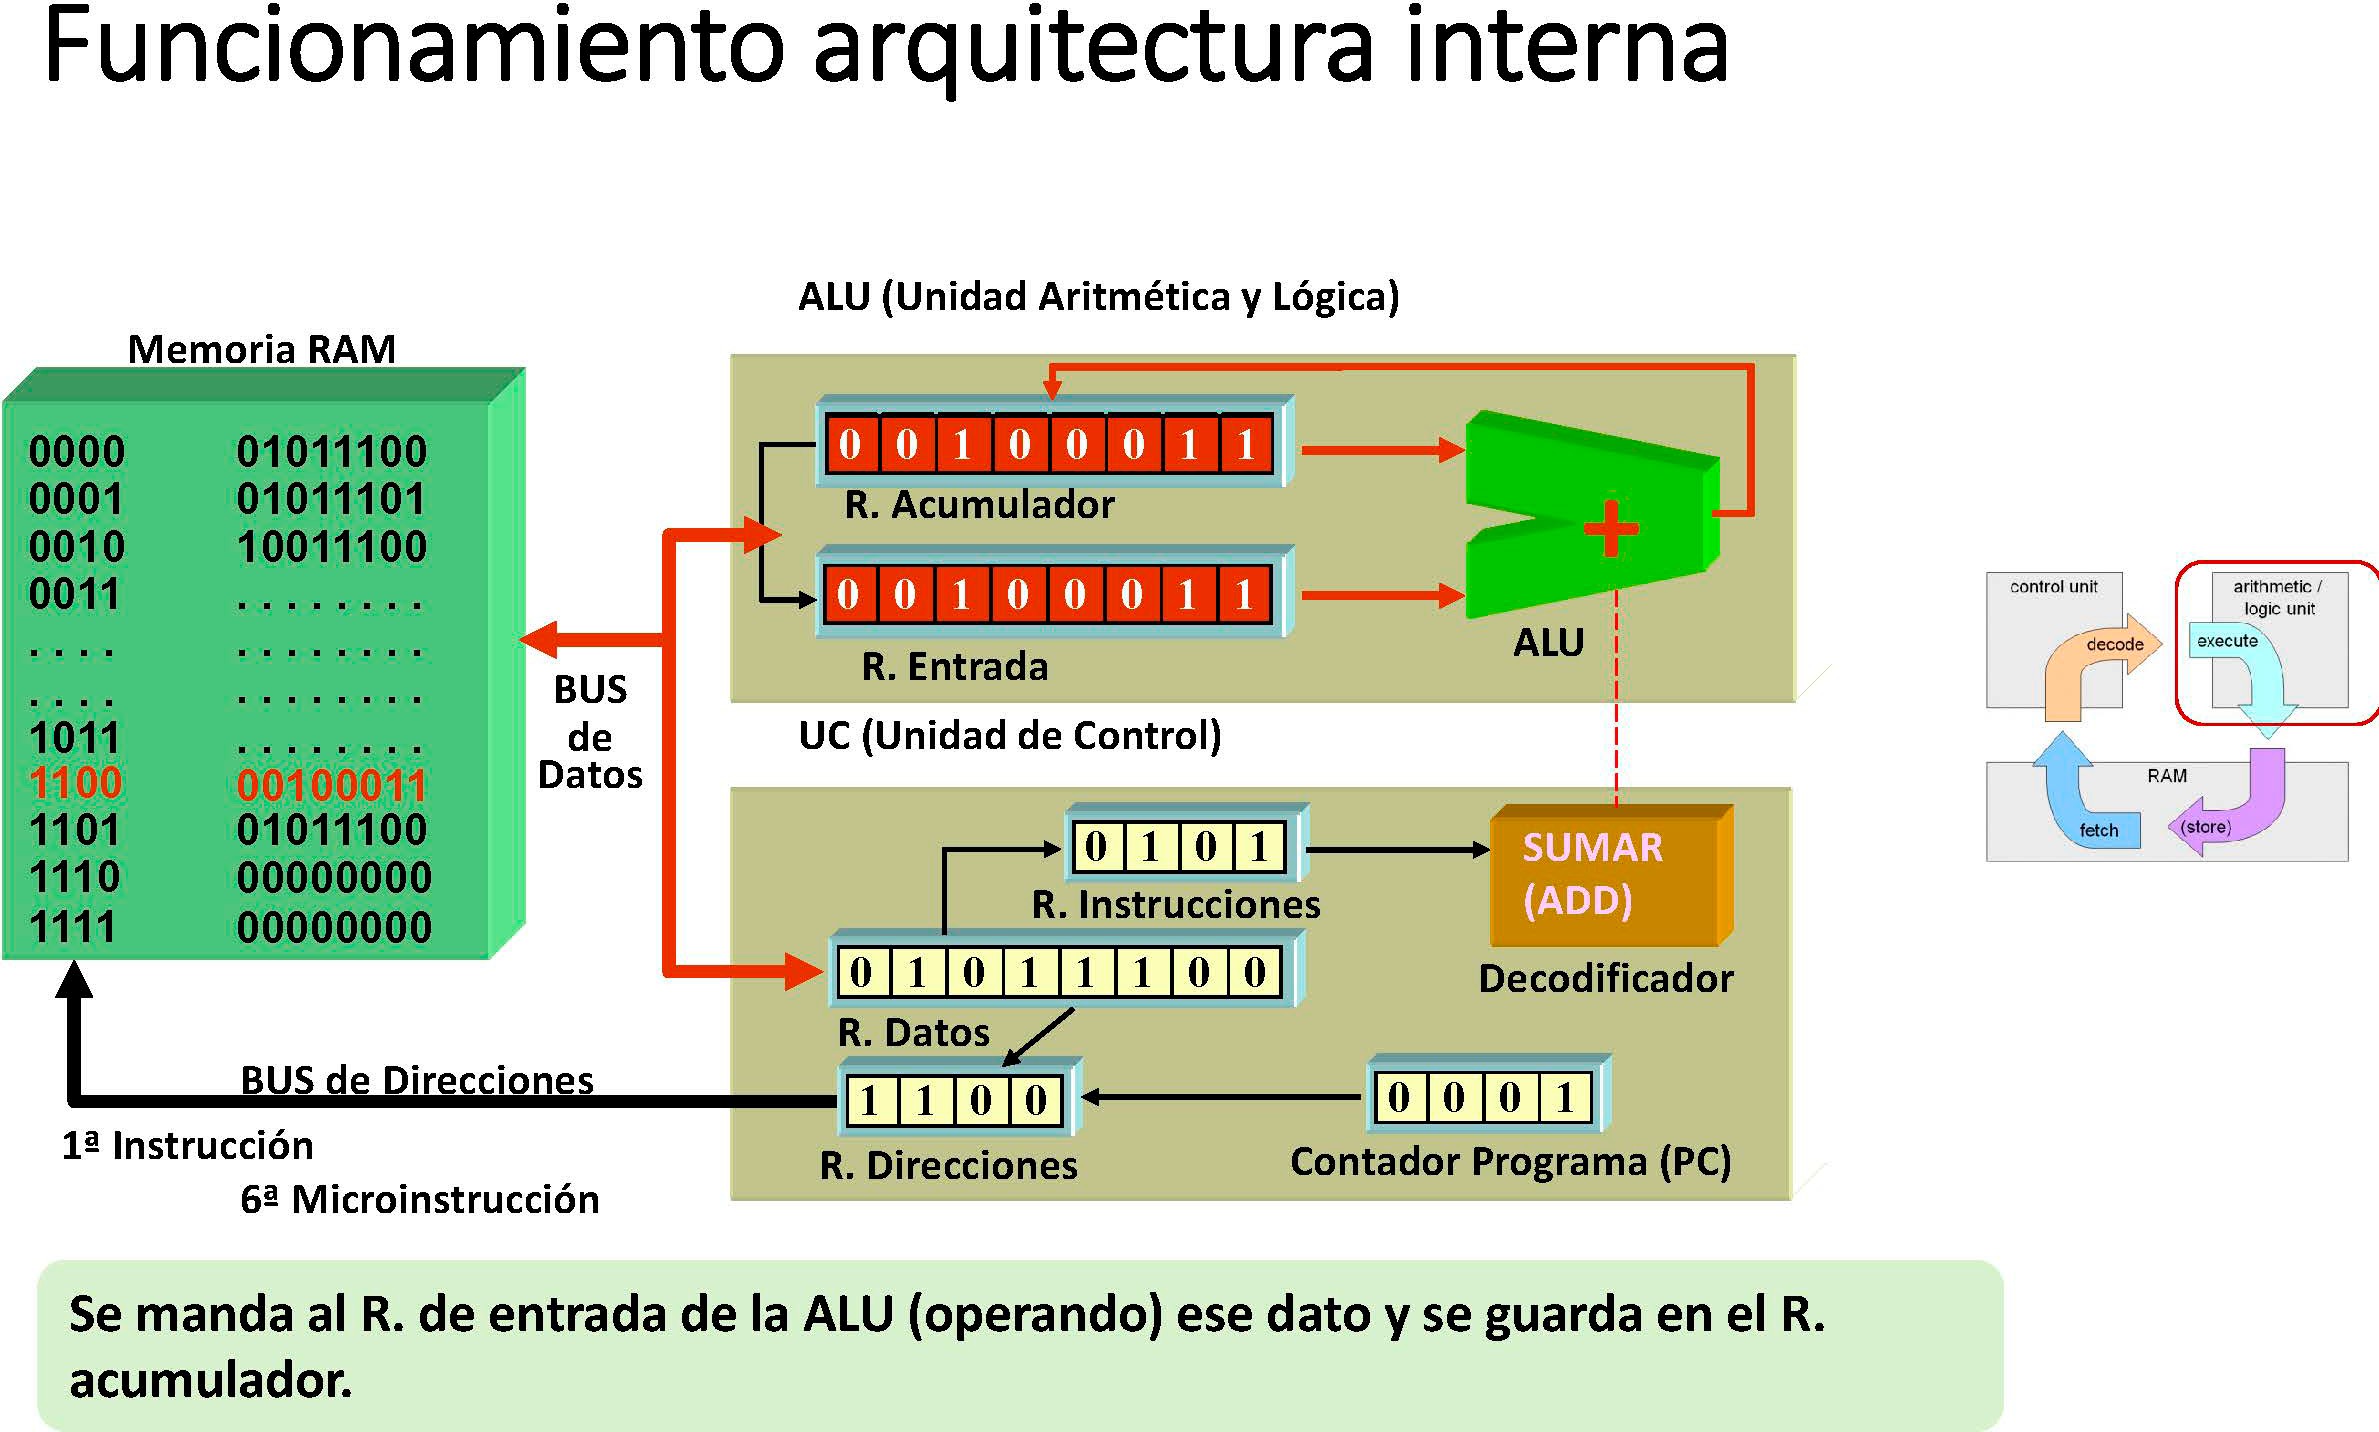 Funcionamiento arquitectura interna
ALU (Unidad Aritmética y Lógica)
Memoria RAM
0000 01011100
0001 01011101
0010 10011100
0011 . . . . . . . .
. . . . . . . . . . . .
. . . . . . . . . . . .
1011 . . . . . . . .
1100 00100011
1101 01011100
1110 00000000
1111 00000000
BUS
de
Datos
0 0 1 0 0 0 1 1
R. Acumulador
0 0 1 0 0 0 1 1
R. Entrada
+
ALU
UC (Unidad de Control)
0 1 0 1
R. Instrucciones
SUMAR
(ADD)
Decodificador
0 1 0 1 1 1 0 0
R. Datos
1 1 0 0
R. Direcciones
0 0 0 1
Contador Programa (PC)
BUS de Direcciones
1ª Instrucción
6ª Microinstrucción
control unit
decode
arithmetic /
logic unit
execute
RAM
fetch
(store)
Se manda al R. de entrada de la ALU (operando) ese dato y se guarda en el R.
acumulador.